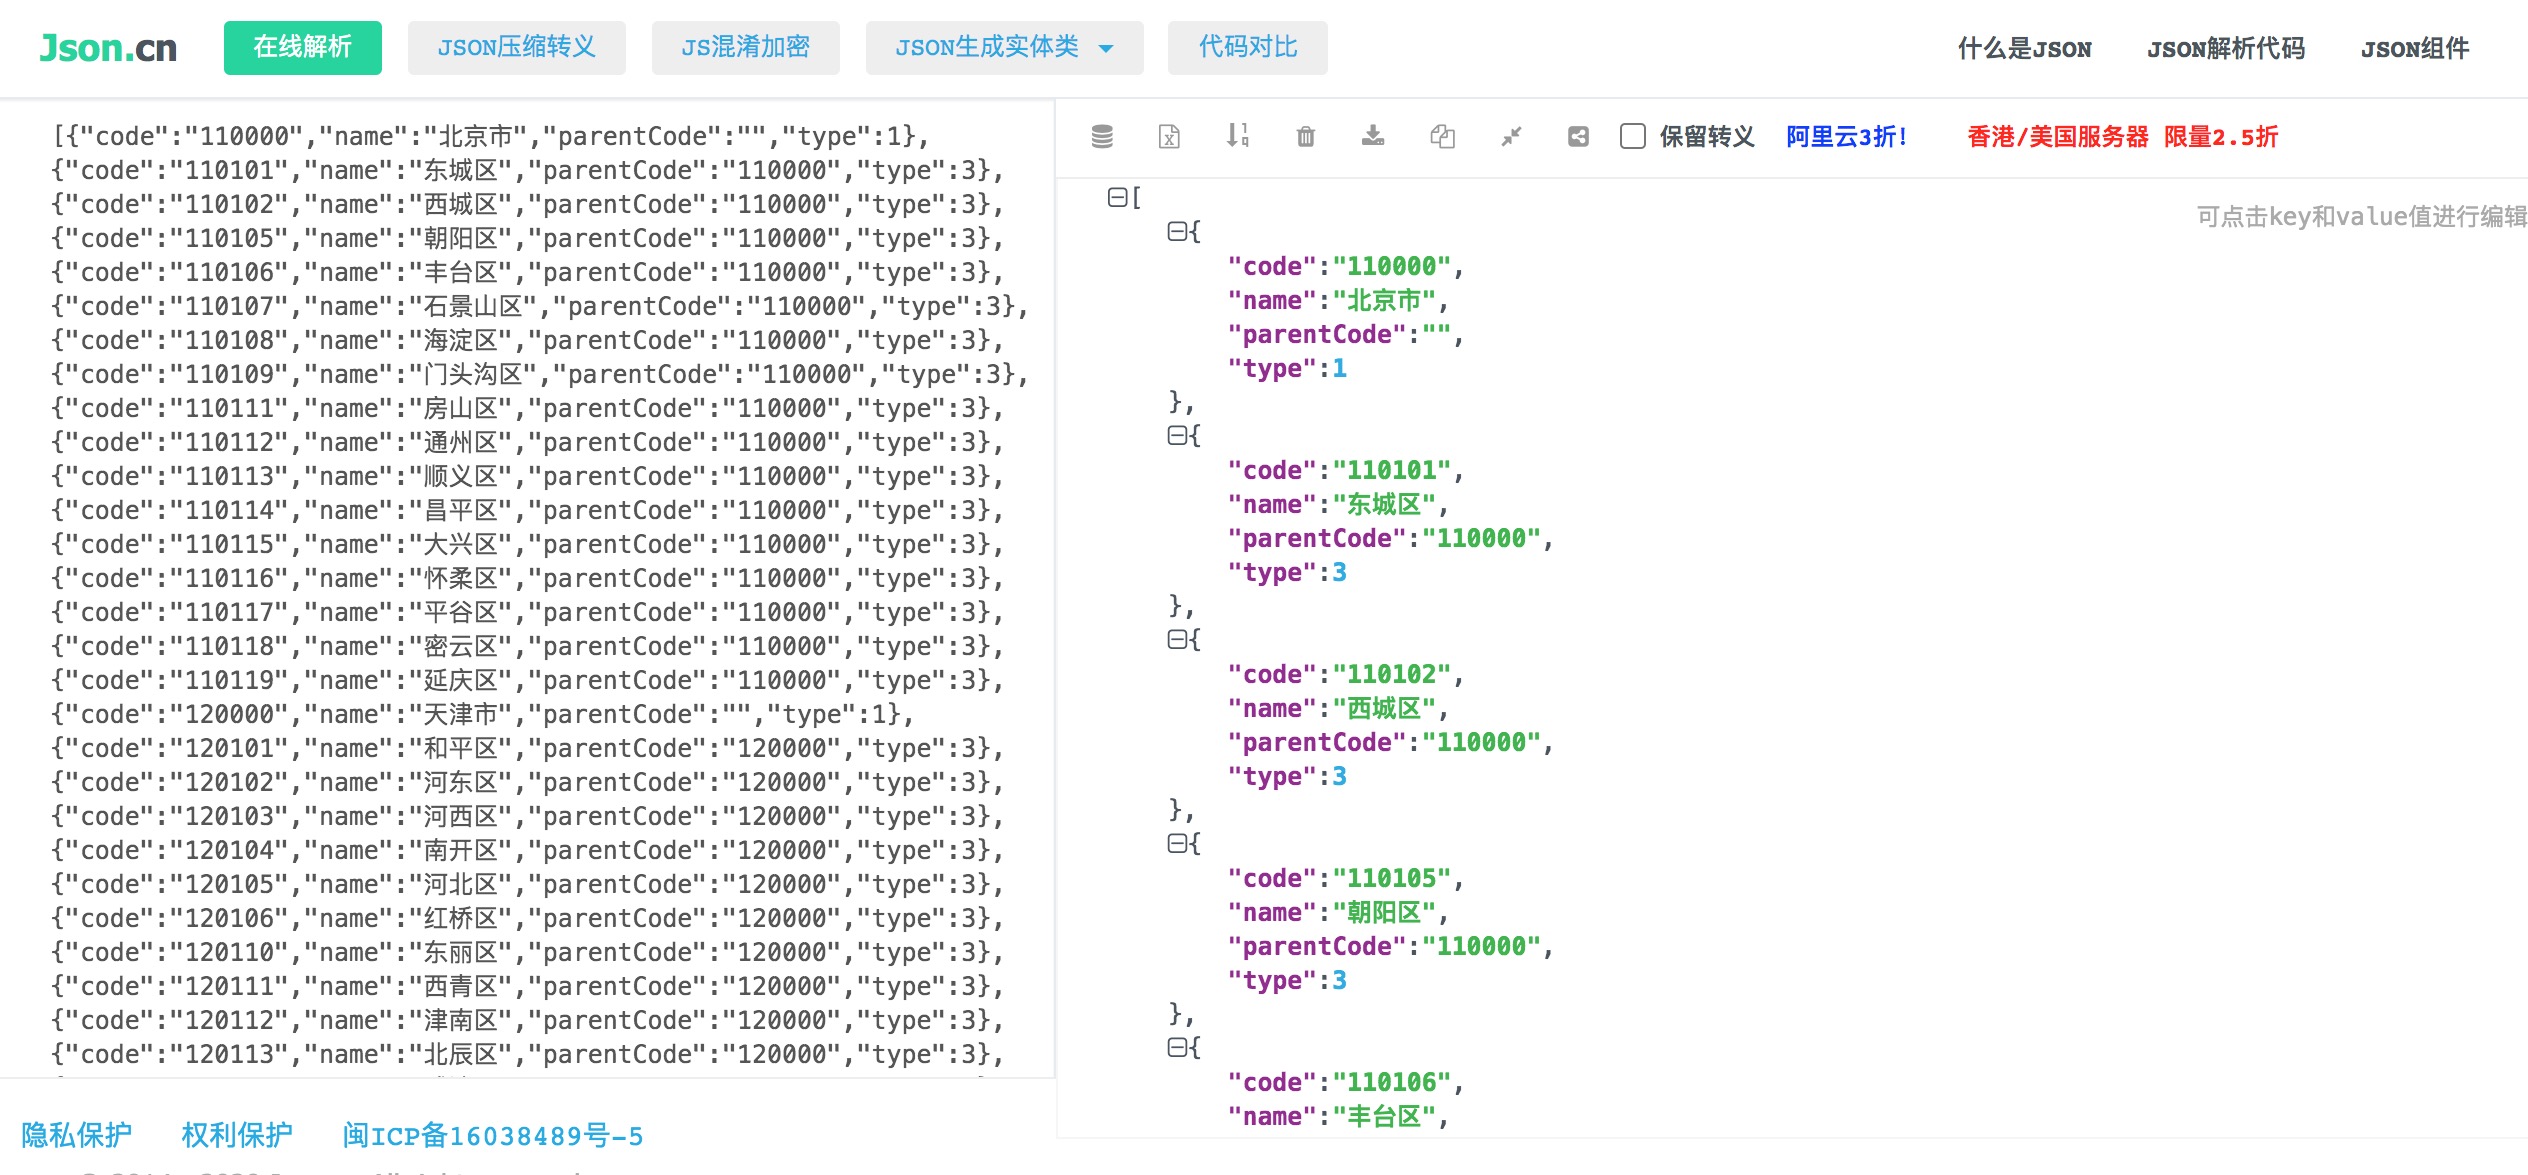 Json.cn 在线解析 JSON压缩转义 JS混淆加密 JSON生成实体类 代码对比 什么是JSON JSON解析代码 JSON组件
[{"code":"110000","name":"北京市","parentCode":"","type":1},
{"code":"110101","name":"东城区","parentCode":"110000","type":3},
{"code":"110102","name":"西城区","parentCode":"110000","type":3},
{"code":"110105","name":"朝阳区","parentCode":"110000","type":3},
{"code":"110106","name":"丰台区","parentCode":"110000","type":3},
{"code":"110107","name":"石景山区","parentCode":"110000","type":3},
{"code":"110108","name":"海淀区","parentCode":"110000","type":3},
{"code":"110109","name":"门头沟区","parentCode":"110000","type":3},
{"code":"110111","name":"房山区","parentCode":"110000","type":3},
{"code":"110112","name":"通州区","parentCode":"110000","type":3},
{"code":"110113","name":"顺义区","parentCode":"110000","type":3},
{"code":"110114","name":"昌平区","parentCode":"110000","type":3},
{"code":"110115","name":"大兴区","parentCode":"110000","type":3},
{"code":"110116","name":"怀柔区","parentCode":"110000","type":3},
{"code":"110117","name":"平谷区","parentCode":"110000","type":3},
{"code":"110118","name":"密云区","parentCode":"110000","type":3},
{"code":"110119","name":"延庆区","parentCode":"110000","type":3},
{"code":"120000","name":"天津市","parentCode":"","type":1},
{"code":"120101","name":"和平区","parentCode":"120000","type":3},
{"code":"120102","name":"河东区","parentCode":"120000","type":3},
{"code":"120103","name":"河西区","parentCode":"120000","type":3},
{"code":"120104","name":"南开区","parentCode":"120000","type":3},
{"code":"120105","name":"河北区","parentCode":"120000","type":3},
{"code":"120106","name":"红桥区","parentCode":"120000","type":3},
{"code":"120110","name":"东丽区","parentCode":"120000","type":3},
{"code":"120111","name":"西青区","parentCode":"120000","type":3},
{"code":"120112","name":"津南区","parentCode":"120000","type":3},
{"code":"120113","name":"北辰区","parentCode":"120000","type":3},
保留转义 阿里云3折! 香港/美国服务器 限量2.5折
可点击key和value值进行编辑
[
{
"code":"110000",
"name":"北京市",
"parentCode":"",
"type":1
},
{
"code":"110101",
"name":"东城区",
"parentCode":"110000",
"type":3
},
{
"code":"110102",
"name":"西城区",
"parentCode":"110000",
"type":3
},
{
"code":"110105",
"name":"朝阳区",
"parentCode":"110000",
"type":3
},
{
"code":"110106",
"name":"丰台区",
隐私保护 权利保护 闽ICP备16038489号-5